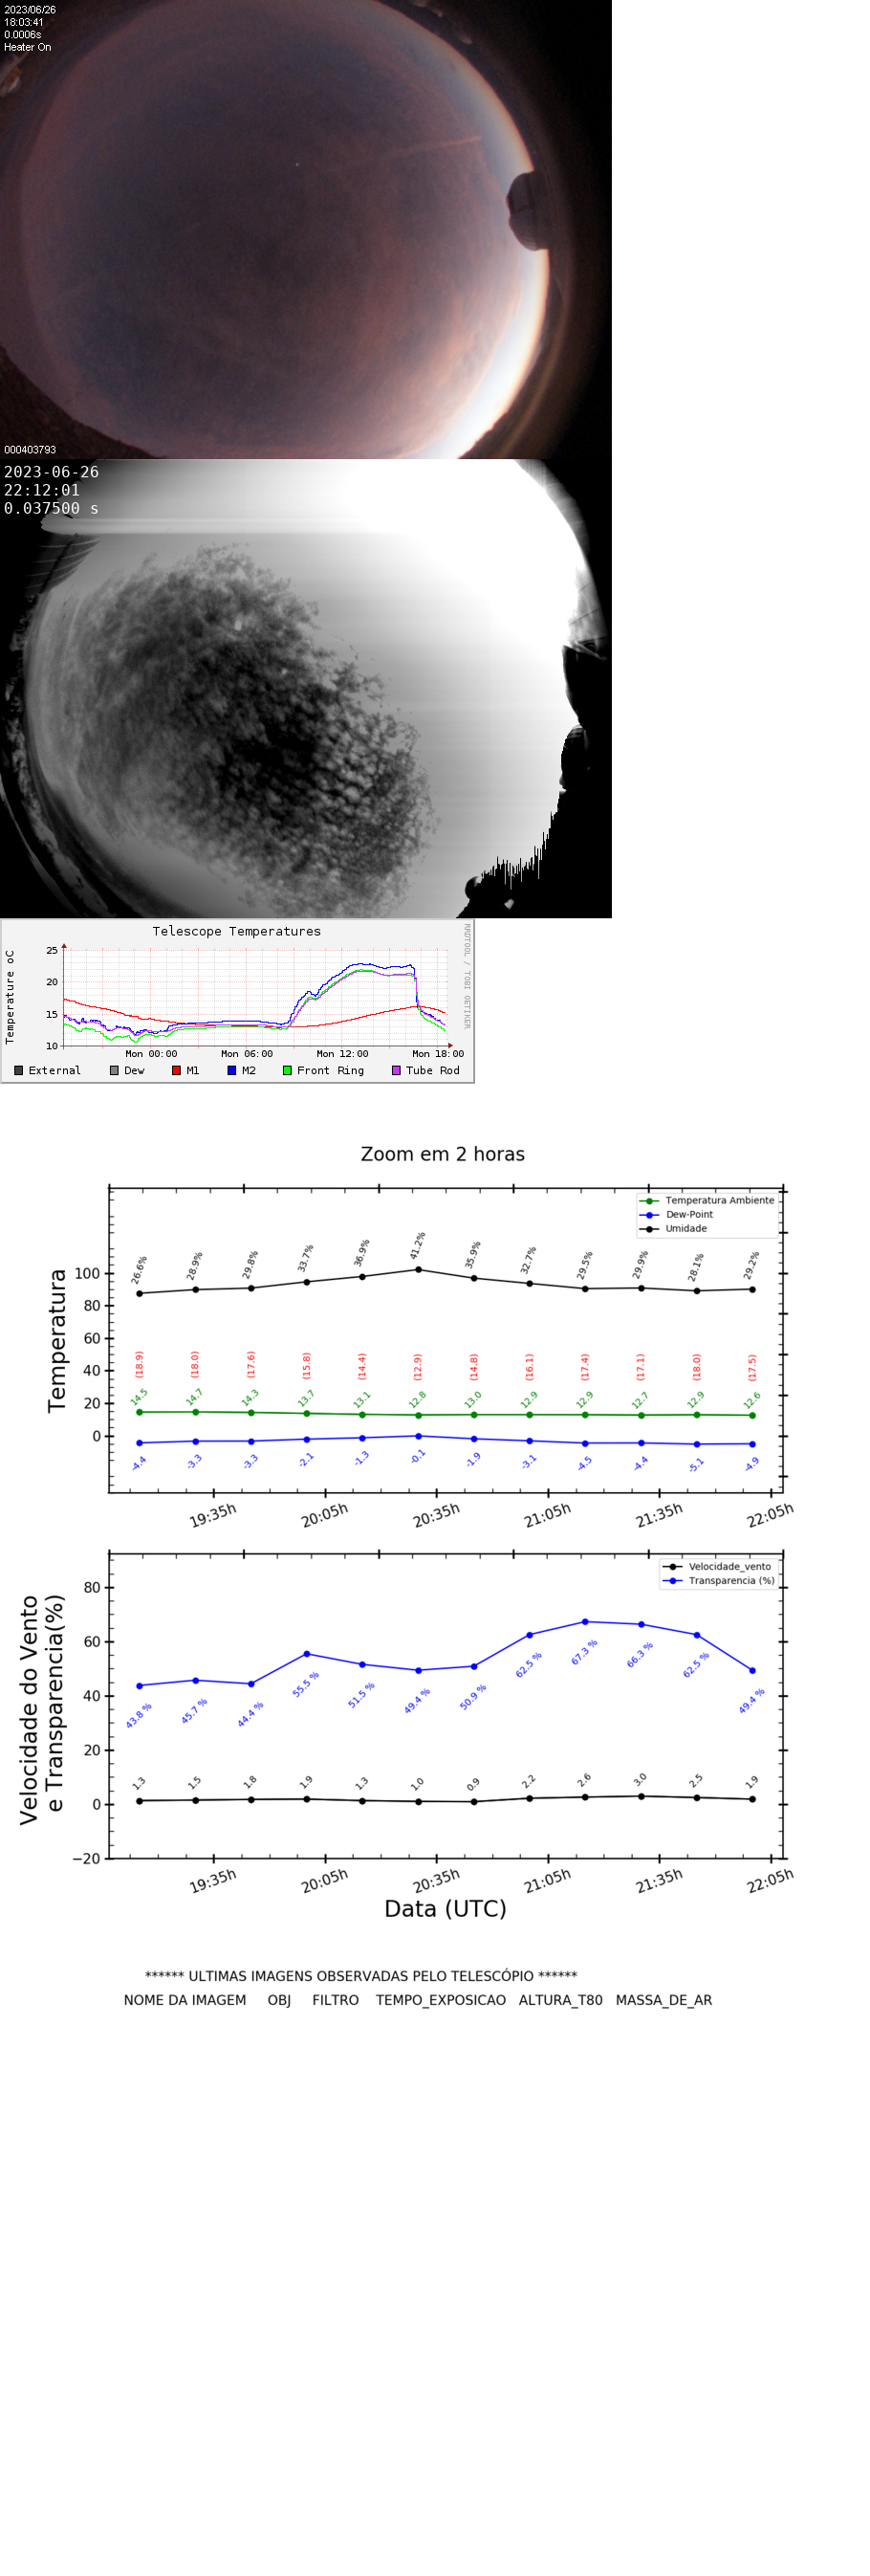 2023/06/26
18:03:41
0.0006s
Heater On
000403793
2023-06-26
22:12:01
0.037500 s
Telescope Temperatures
Temperature oC
RRDTOOL / TOBI OETIKER
25
20
15
10
Mon 00:00 Mon 06:00 Mon 12:00 Mon 18:00
External Dew M1 M2 Front Ring Tube Rod
Zoom em 2 horas
Temperatura
Temperatura Ambiente
Dew-Point
Umidade
100
80
60
40
20
0
26.6% 28.9% 29.8% 33.7% 36.9% 41.2% 35.9% 32.7% 29.5% 29.9% 28.1% 29.2%
(18.9) (18.0) (17.6) (15.8) (14.4) (12.9) (14.8) (16.1) (17.4) (17.1) (18.0) (17.5)
14.5 14.7 14.3 13.7 13.1 12.8 13.0 12.9 12.9 12.7 12.9 12.6
-4.4 -3.3 -3.3 -2.1 -1.3 -0.1 -1.9 -3.1 -4.5 -4.4 -5.1 -4.9
19:35h 20:05h 20:35h 21:05h 21:35h 22:05h
Velocidade do Vento
e Transparencia(%)
Velocidade_vento
Transparencia (%)
80
60
40
20
0
−20
43.8 % 45.7 % 44.4 % 55.5 % 51.5 % 49.4 % 50.9 % 62.5 % 67.3 % 66.3 % 62.5 % 49.4 %
1.3 1.5 1.8 1.9 1.3 1.0 0.9 2.2 2.6 3.0 2.5 1.9
19:35h 20:05h 20:35h 21:05h 21:35h 22:05h
Data (UTC)
****** ULTIMAS IMAGENS OBSERVADAS PELO TELESCÓPIO ******
NOME DA IMAGEM OBJ FILTRO TEMPO_EXPOSICAO ALTURA_T80 MASSA_DE_AR